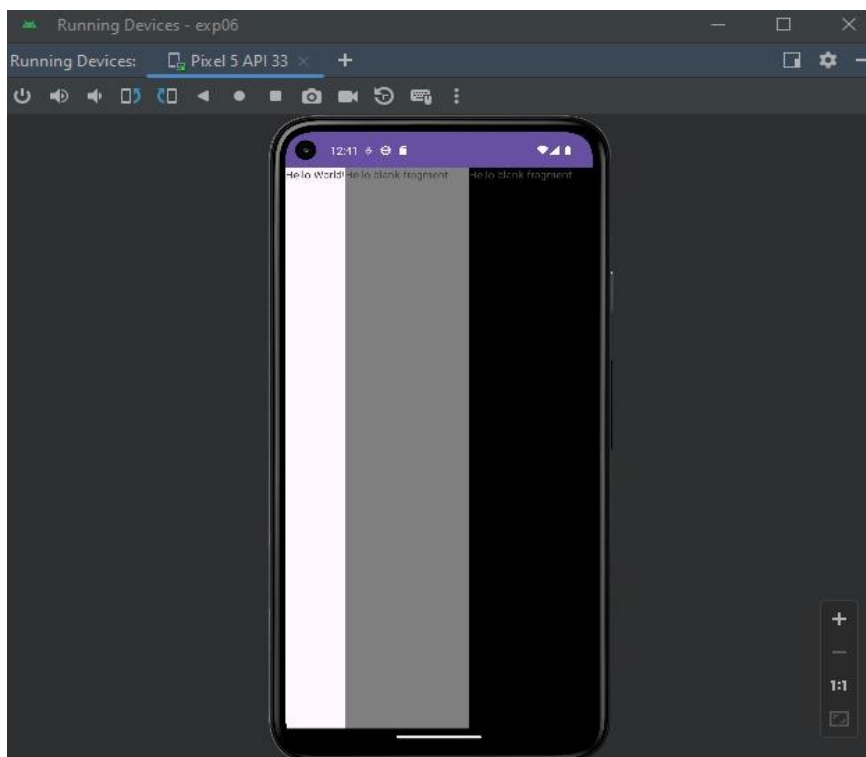 Running Devices - exp06
Running Devices: Pixel 5 API 33
12:41
Hello World! Hello blank fragment Hello blank fragment
1:1